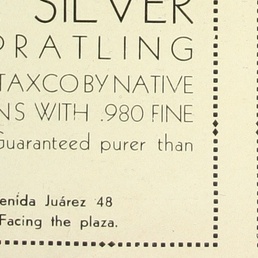 SILVER
PRATLING
TAXCO BY NATIVE
NS WITH .980 FINE
Guaranteed purer than
enida Juárez 48
Facing the plaza.